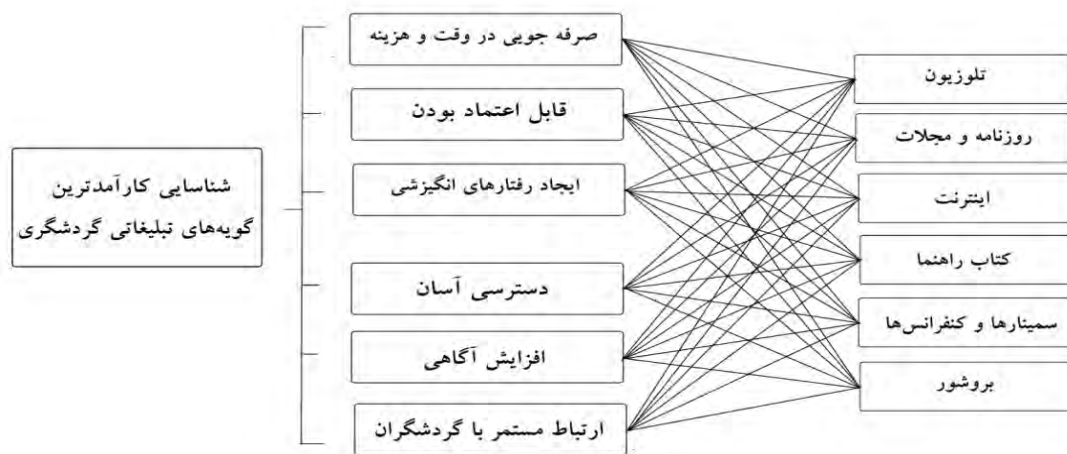 شناسایی کارآمدترین
گویه‌های تبلیغاتی گردشگری
صرفه جویی در وقت و هزینه
قابل اعتماد بودن
ایجاد رفتارهای انگیزشی
دسترسی آسان
افزایش آگاهی
ارتباط مستمر با گردشگران
تلوزیون
روزنامه و مجلات
اینترنت
کتاب راهنما
سمینارها و کنفرانس‌ها
بروشور